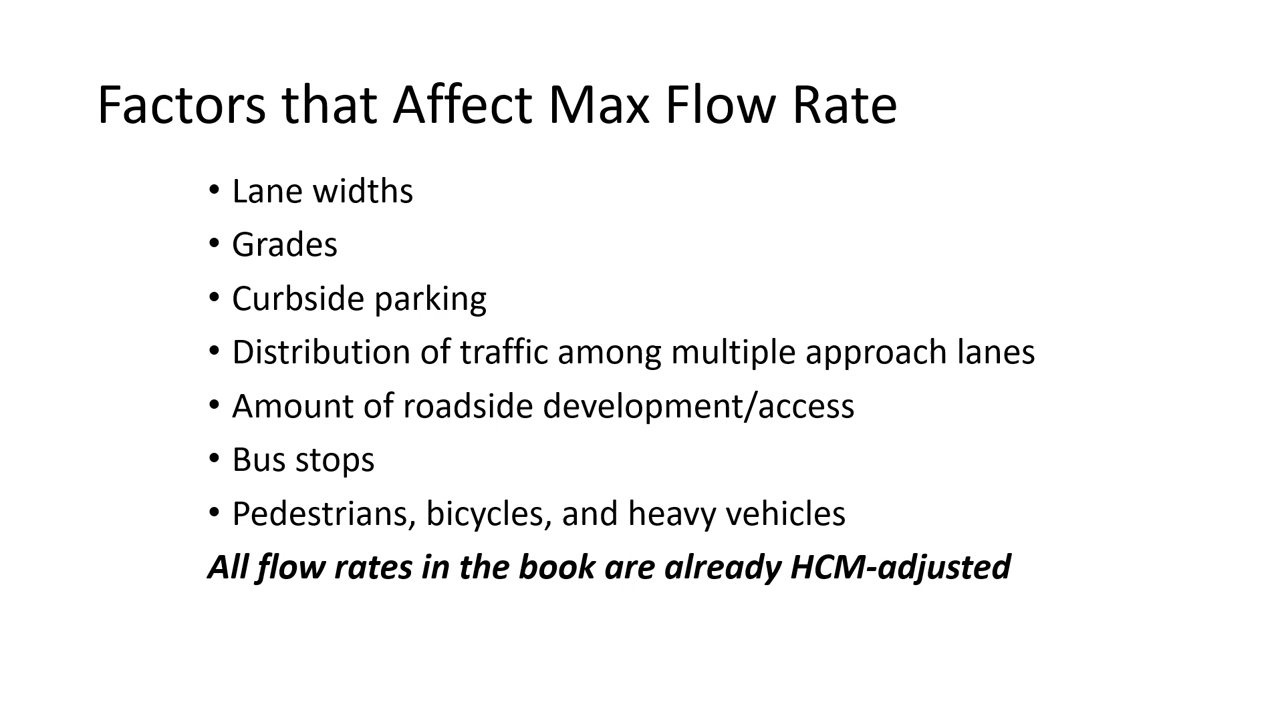 Factors that Affect Max Flow Rate
• Lane widths
• Grades
• Curbside parking
• Distribution of traffic among multiple approach lanes
• Amount of roadside development/access
• Bus stops
• Pedestrians, bicycles, and heavy vehicles
All flow rates in the book are already HCM-adjusted